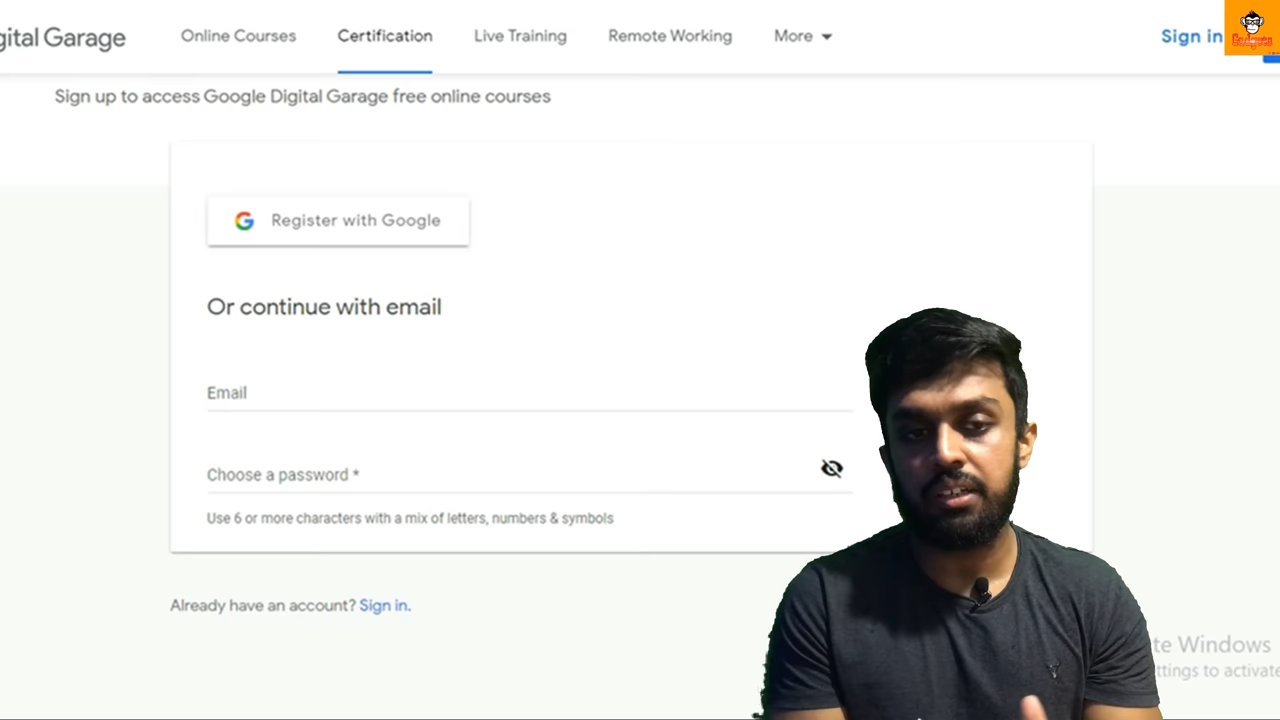 gital Garage
Online Courses
Certification
Live Training
Remote Working
More
Sign in
Sign up to access Google Digital Garage free online courses
Register with Google
Or continue with email
Email
Choose a password *
Use 6 or more characters with a mix of letters, numbers & symbols
Already have an account? Sign in.
te Windows
ttings to activate